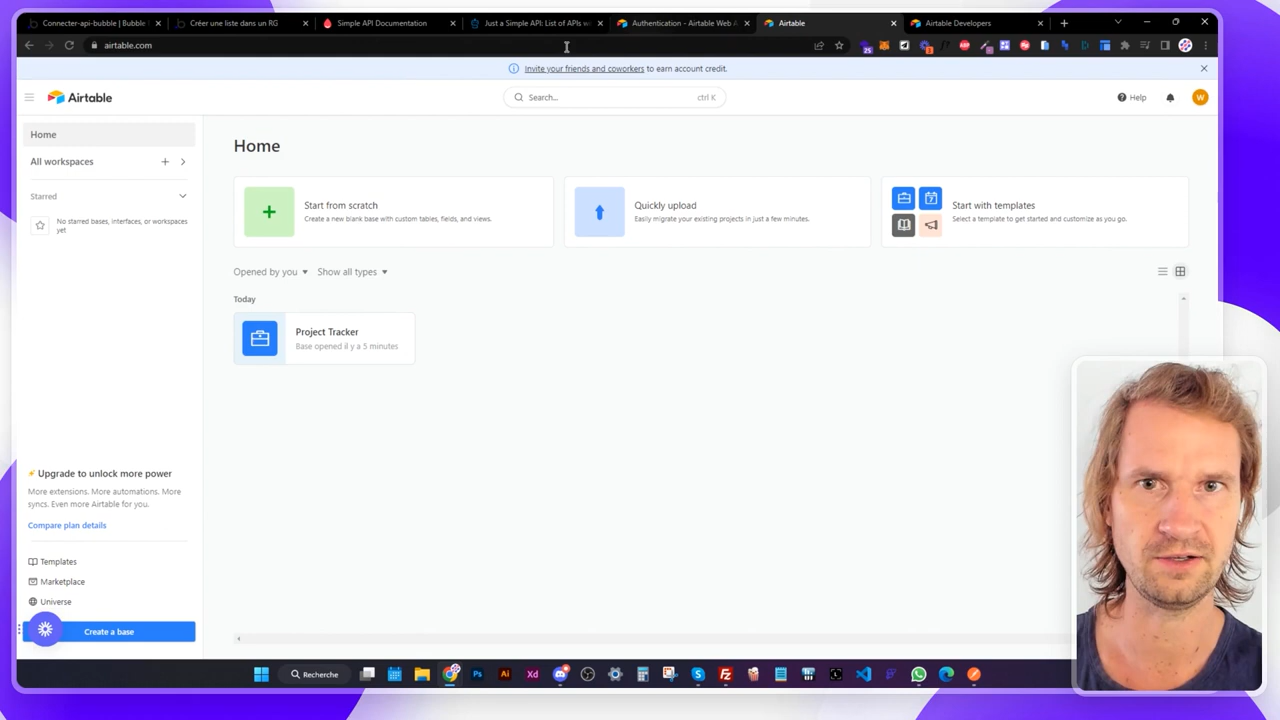 Connecter-api-bubble | Bubble
Créer une liste dans un RG
Simple API Documentation
Just a Simple API: List of APIs w
Authentication - Airtable Web A
Airtable
Airtable Developers
airtable.com
Invite your friends and coworkers to earn account credit.
Airtable
Search...
ctrl K
Help
W
Home
All workspaces
Starred
No starred bases, interfaces, or workspaces
yet
Home
Start from scratch
Create a new blank base with custom tables, fields, and views.
Quickly upload
Easily migrate your existing projects in just a few minutes.
Start with templates
Select a template to get started and customize as you go.
Opened by you
Show all types
Today
Project Tracker
Base opened il y a 5 minutes
Upgrade to unlock more power
More extensions. More automations. More
syncs. Even more Airtable for you.
Compare plan details
Templates
Marketplace
Universe
Create a base
Recherche
Ps
Ai
Xd